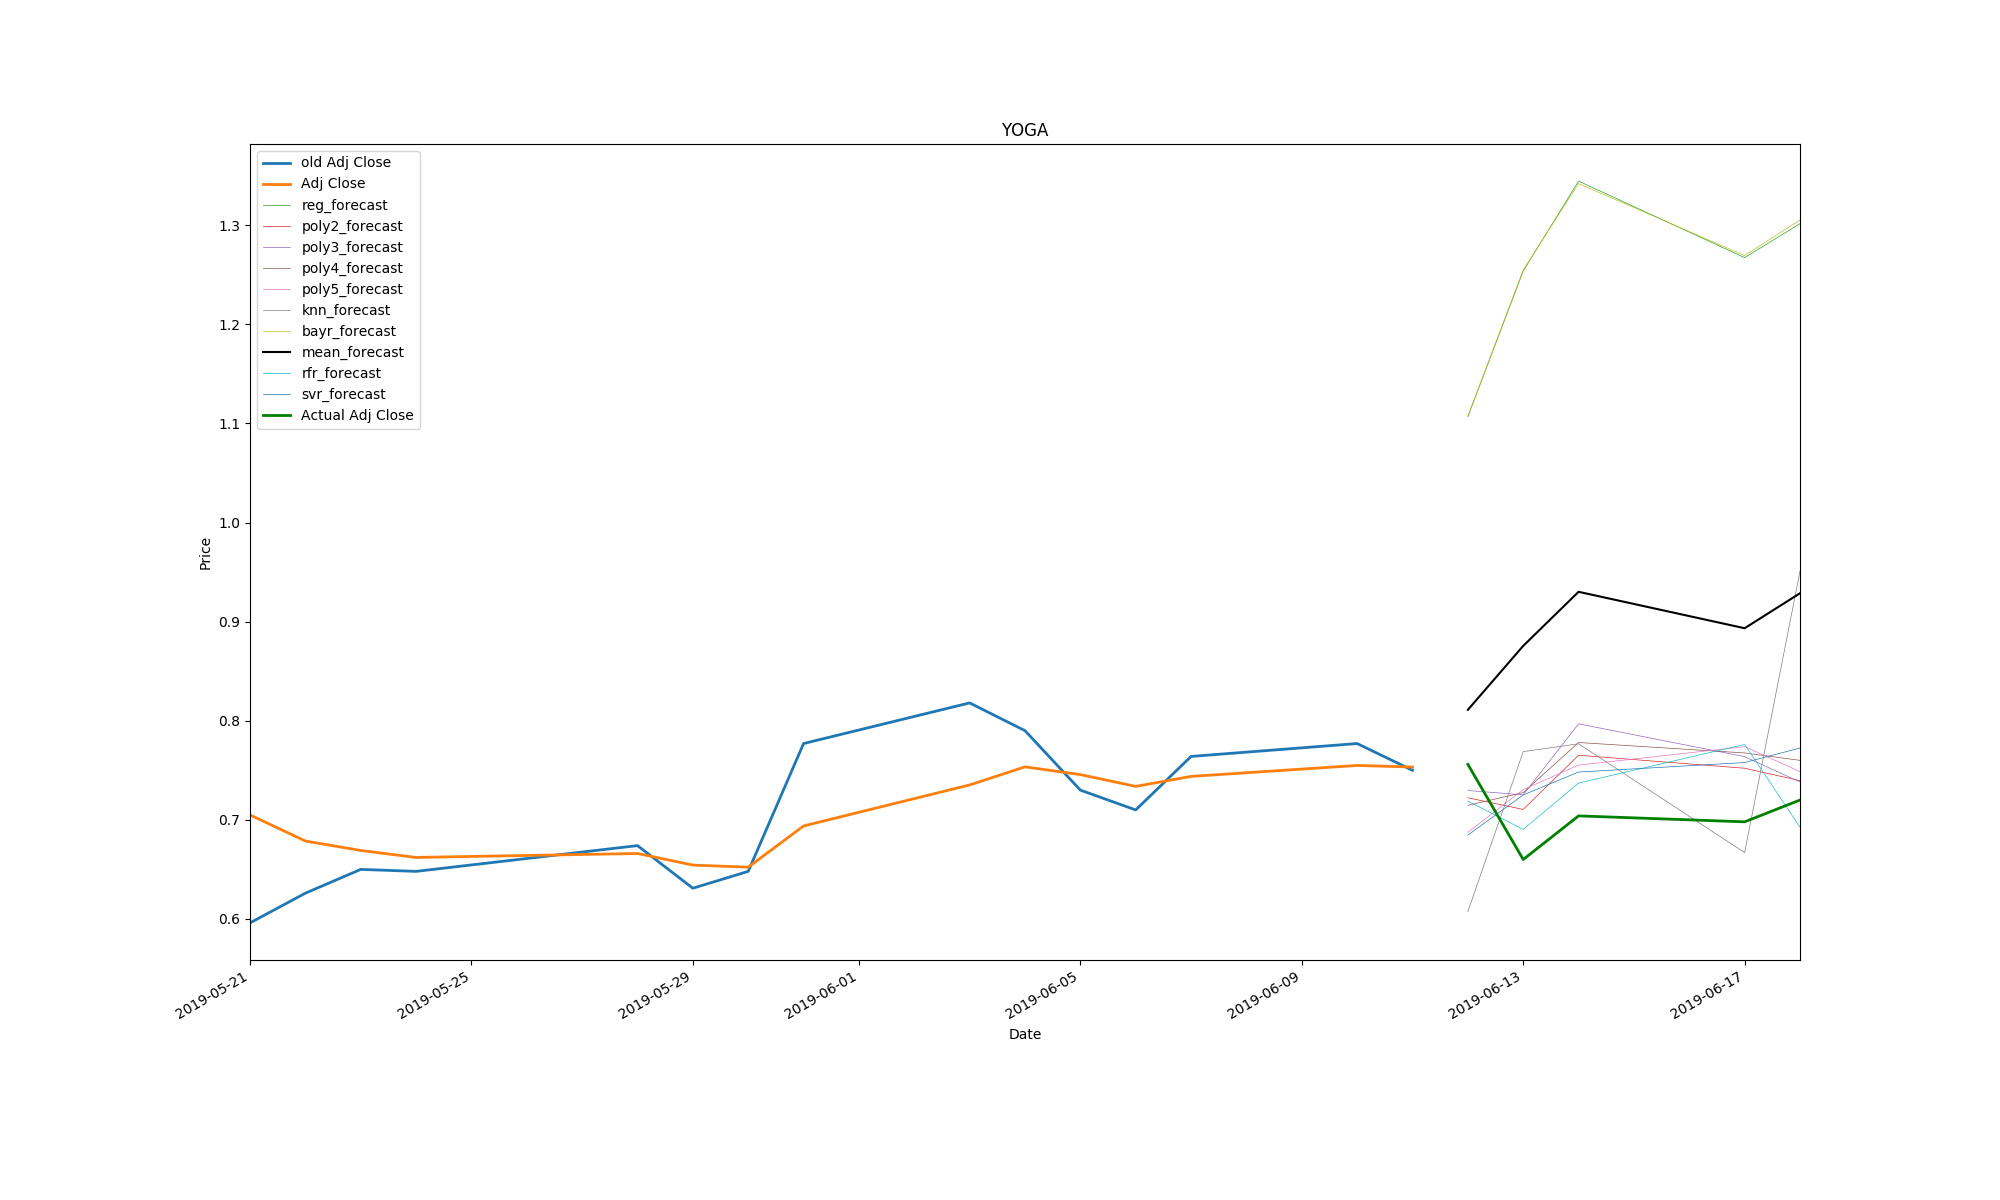 YOGA
old Adj Close
Adj Close
reg_forecast
poly2_forecast
poly3_forecast
poly4_forecast
poly5_forecast
knn_forecast
bayr_forecast
mean_forecast
rfr_forecast
svr_forecast
Actual Adj Close
1.3
1.2
1.1
1.0
0.9
0.8
0.7
0.6
Price
2019-05-21
2019-05-25
2019-05-29
2019-06-01
2019-06-05
2019-06-09
2019-06-13
2019-06-17
Date